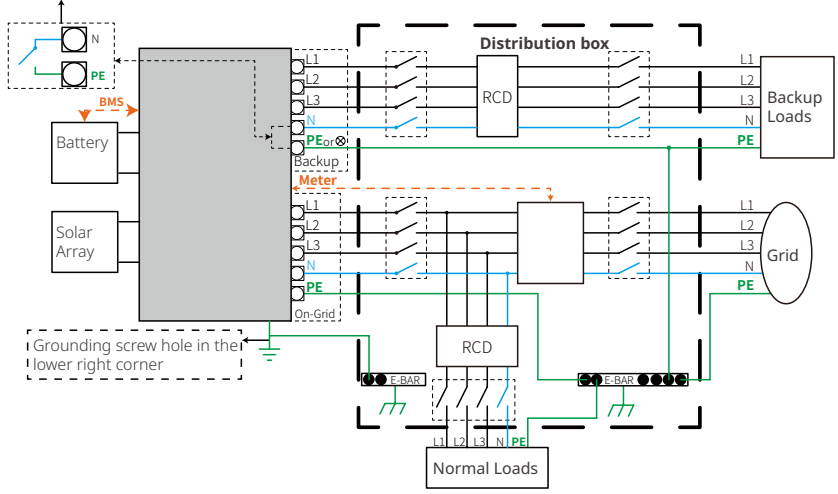 N
PE
BMS
Battery
Solar
Array
L1
L2
L3
N
PEor⊗
Backup
Meter
L1
L2
L3
N
PE
On-Grid
Grounding screw hole in the
lower right corner
Distribution box
RCD
L1
L2
L3
N
PE
Backup
Loads
L1
L2
L3
N
PE
Grid
RCD
E-BAR
E-BAR
L1 L2 L3 N PE
Normal Loads